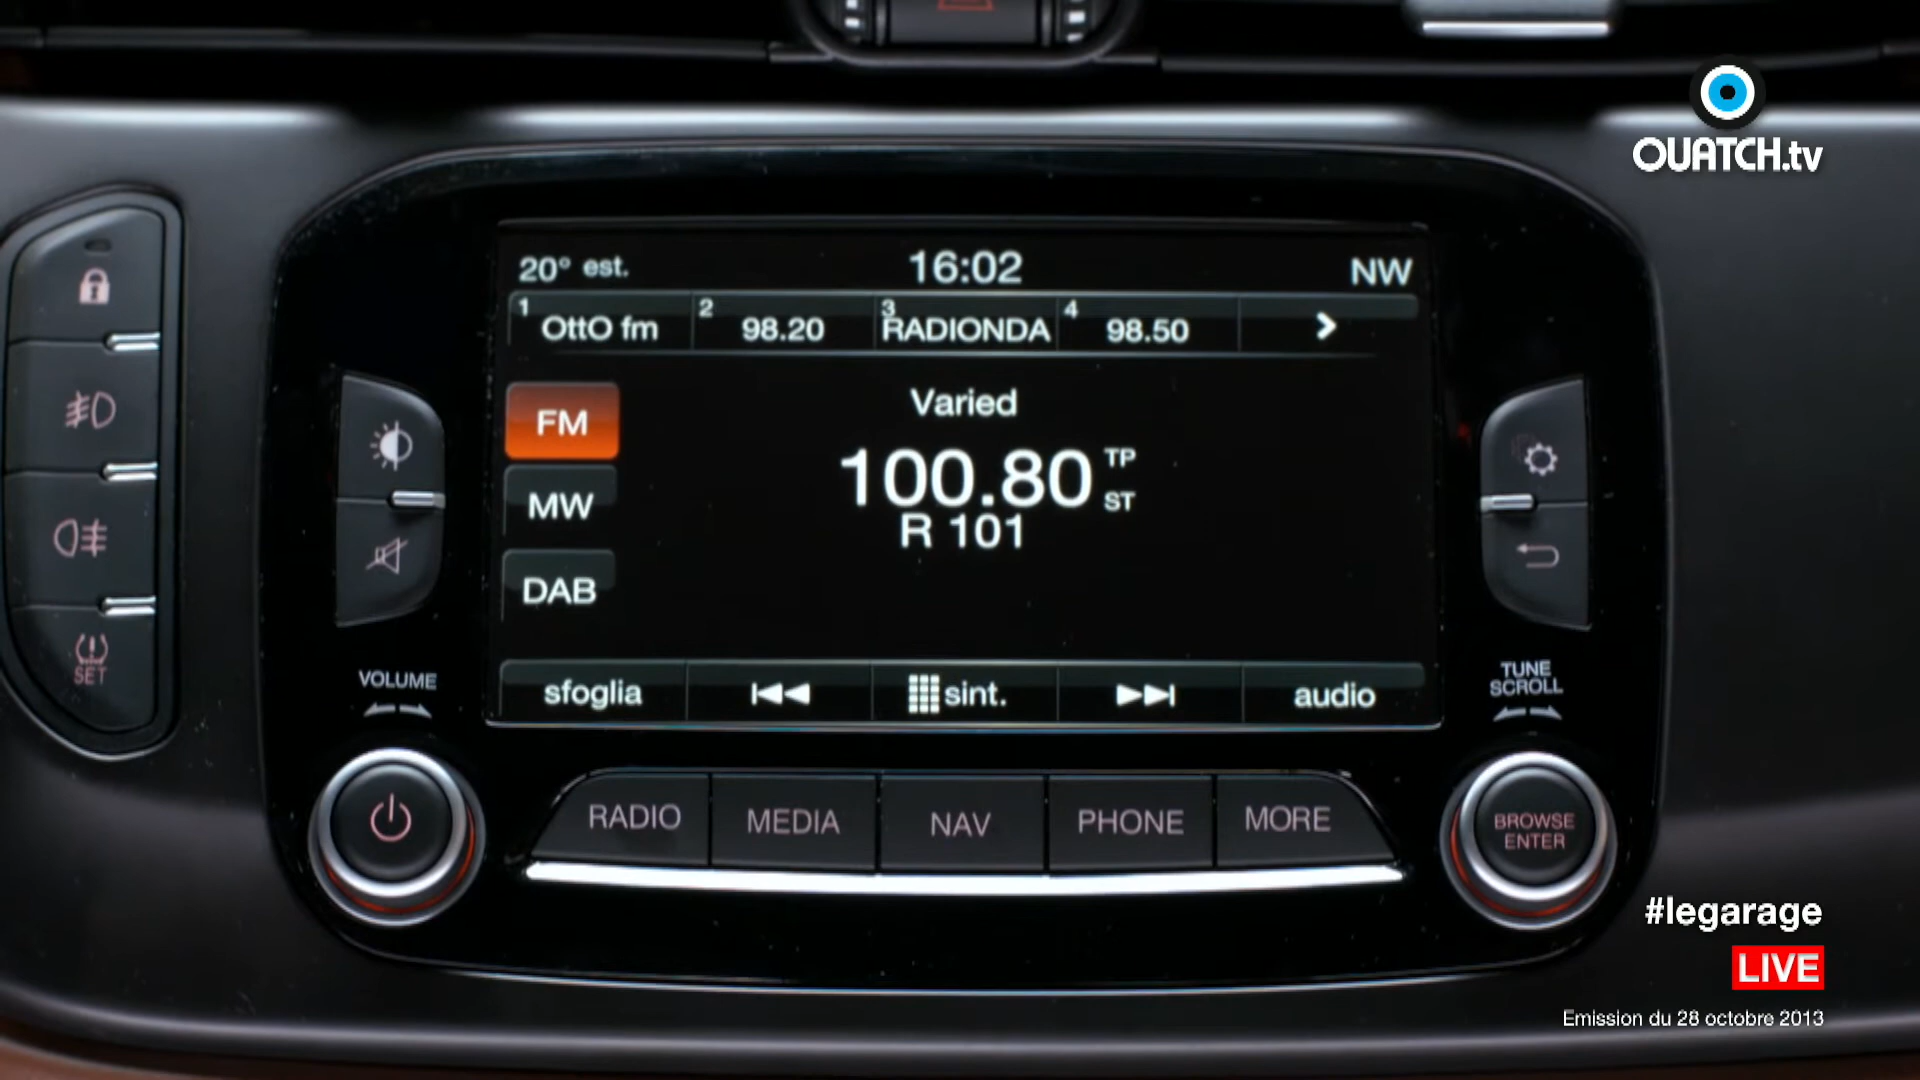 OUATCH.tv
20° est.
16:02
NW
1 OttO fm
2 98.20
3 RADIONDA
4 98.50
FM
MW
DAB
Varied
100.80 TP
ST
R 101
sfoglia
sint.
audio
SET
VOLUME
TUNE
SCROLL
RADIO
MEDIA
NAV
PHONE
MORE
BROWSE
ENTER
#legarage
LIVE
Emission du 28 octobre 2013